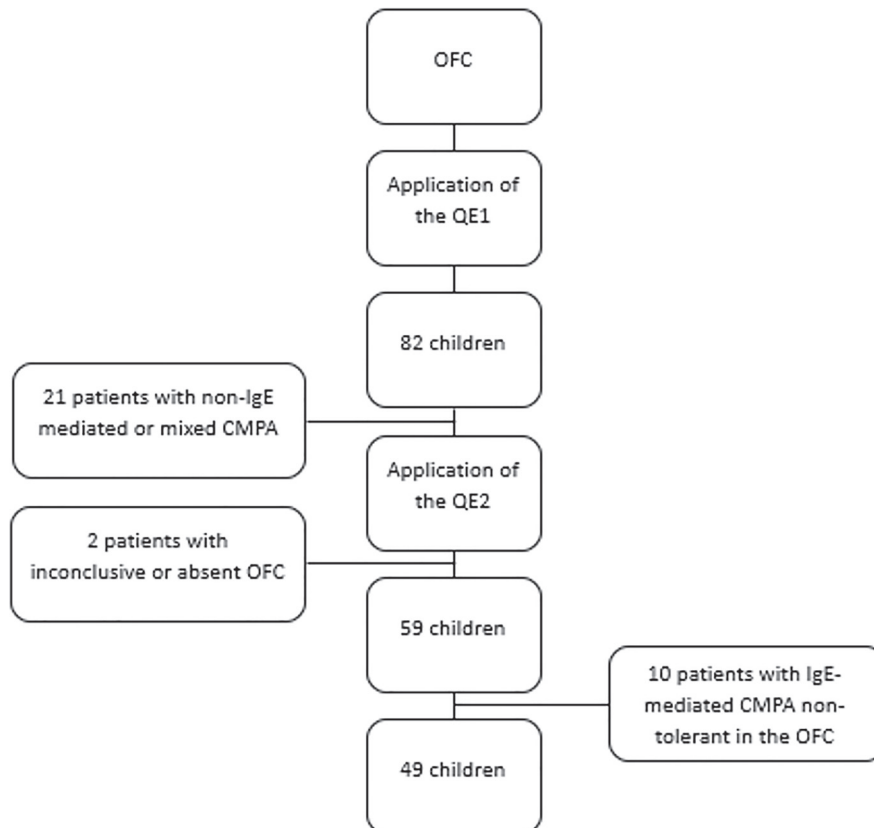 OFC
Application of
the QE1
82 children
21 patients with non-IgE
mediated or mixed CMPA
Application of
the QE2
2 patients with
inconclusive or absent OFC
59 children
10 patients with IgE-
mediated CMPA non-
tolerant in the OFC
49 children